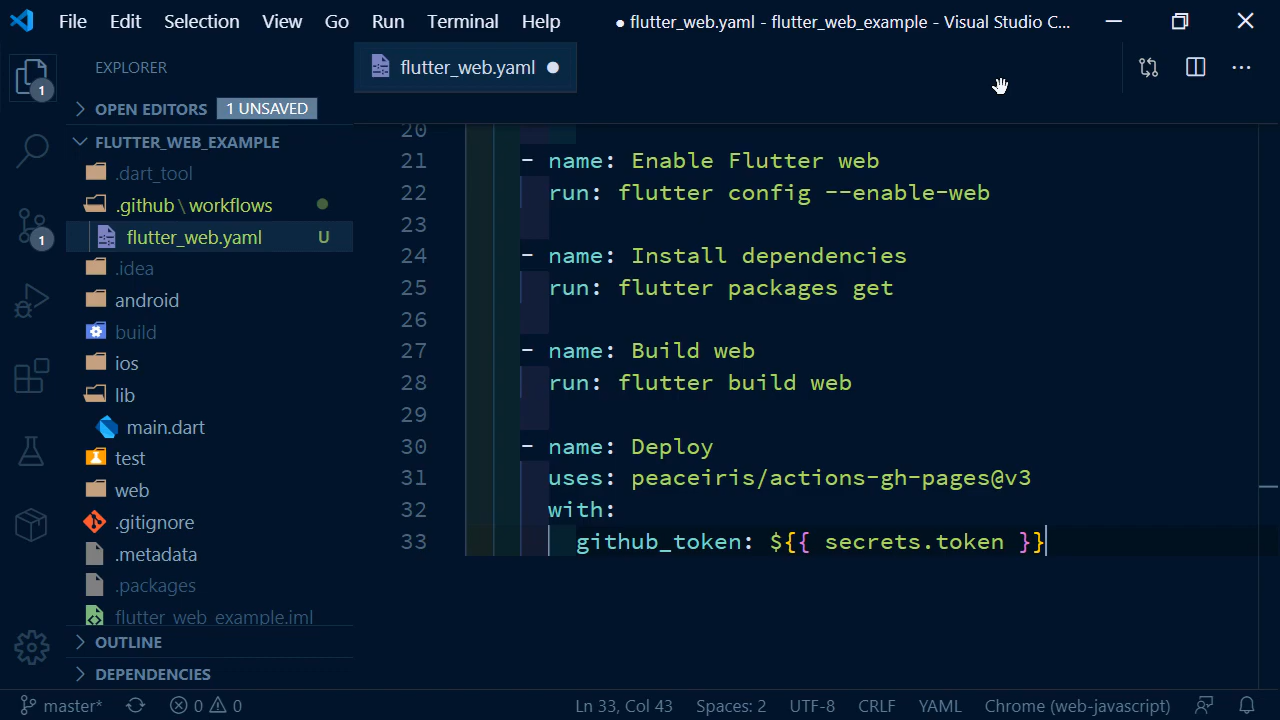 File Edit Selection View Go Run Terminal Help ● flutter_web.yaml - flutter_web_example - Visual Studio C...
EXPLORER
1
OPEN EDITORS 1 UNSAVED
FLUTTER_WEB_EXAMPLE
.dart_tool
.github\workflows
flutter_web.yaml U
1
.idea
android
build
ios
lib
main.dart
test
web
.gitignore
.metadata
.packages
flutter_web_example.iml
OUTLINE
DEPENDENCIES
flutter_web.yaml
20
21 - name: Enable Flutter web
22 run: flutter config --enable-web
23
24 - name: Install dependencies
25 run: flutter packages get
26
27 - name: Build web
28 run: flutter build web
29
30 - name: Deploy
31 uses: peaceiris/actions-gh-pages@v3
32 with:
33 github_token: ${{ secrets.token }}
master* 0 0 Ln 33, Col 43 Spaces: 2 UTF-8 CRLF YAML Chrome (web-javascript)